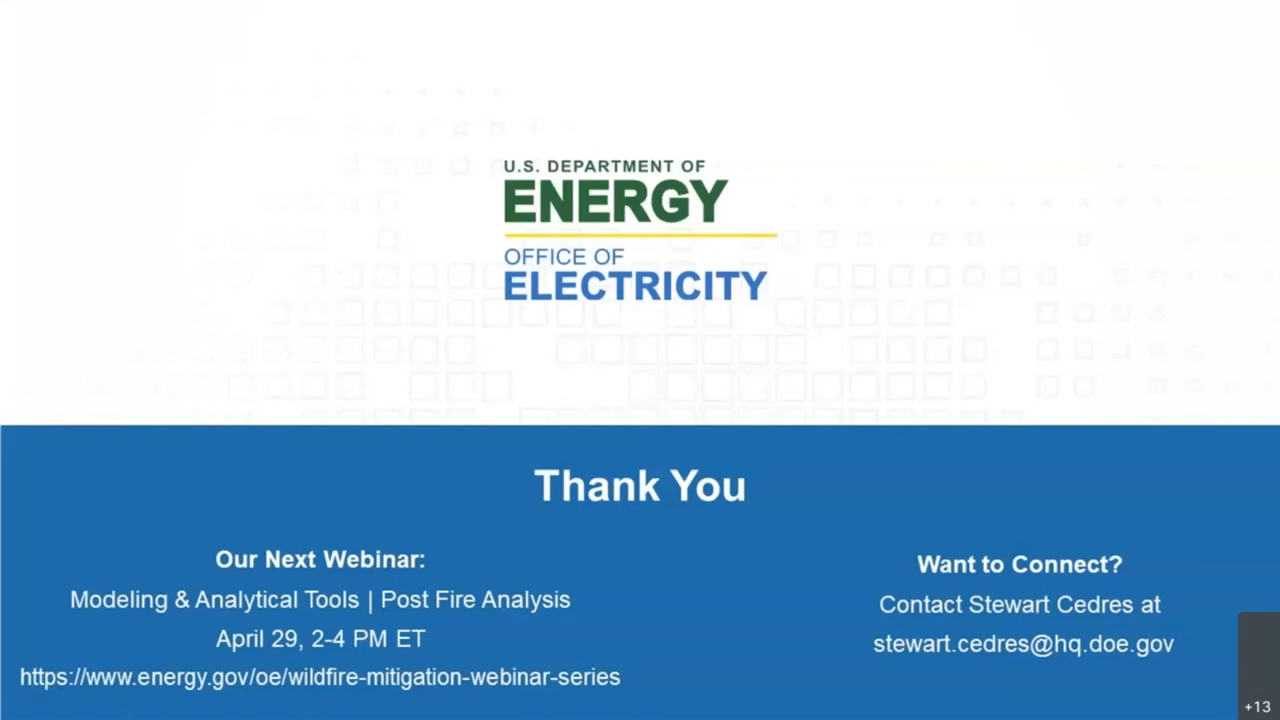 U.S. DEPARTMENT OF
ENERGY
OFFICE OF
ELECTRICITY
Thank You
Our Next Webinar:
Modeling & Analytical Tools | Post Fire Analysis
April 29, 2-4 PM ET
https://www.energy.gov/oe/wildfire-mitigation-webinar-series
Want to Connect?
Contact Stewart Cedres at
stewart.cedres@hq.doe.gov
+13